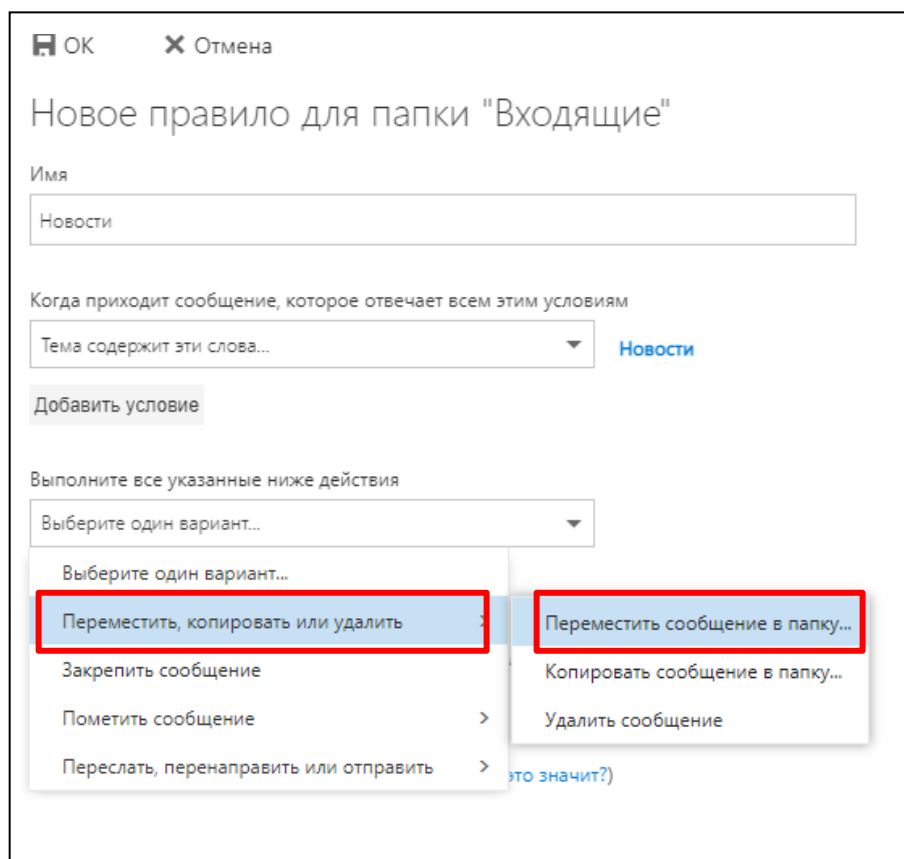 ОК Отмена
Новое правило для папки "Входящие"
Имя
Новости
Когда приходит сообщение, которое отвечает всем этим условиям
Тема содержит эти слова... Новости
Добавить условие
Выполните все указанные ниже действия
Выберите один вариант...
Выберите один вариант...
Переместить, копировать или удалить
Переместить сообщение в папку...
Закрепить сообщение
Копировать сообщение в папку...
Пометить сообщение
Удалить сообщение
Переслать, перенаправить или отправить
это значит?)